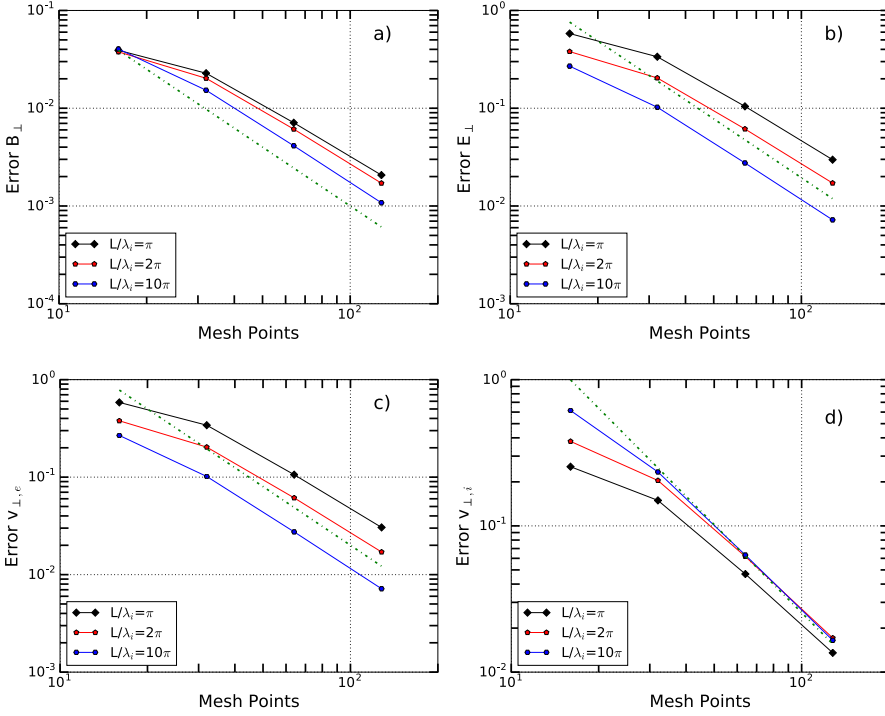 10⁻¹
10⁻²
10⁻³
10⁻⁴
Error B⊥
a)
L/λᵢ=π
L/λᵢ=2π
L/λᵢ=10π
10¹
10²
Mesh Points
10⁰
10⁻¹
10⁻²
10⁻³
Error E⊥
b)
L/λᵢ=π
L/λᵢ=2π
L/λᵢ=10π
10¹
10²
Mesh Points
10⁰
10⁻¹
10⁻²
10⁻³
Error v⊥,e
c)
L/λᵢ=π
L/λᵢ=2π
L/λᵢ=10π
10¹
10²
Mesh Points
10⁰
10⁻¹
10⁻²
Error v⊥,i
d)
L/λᵢ=π
L/λᵢ=2π
L/λᵢ=10π
10¹
10²
Mesh Points